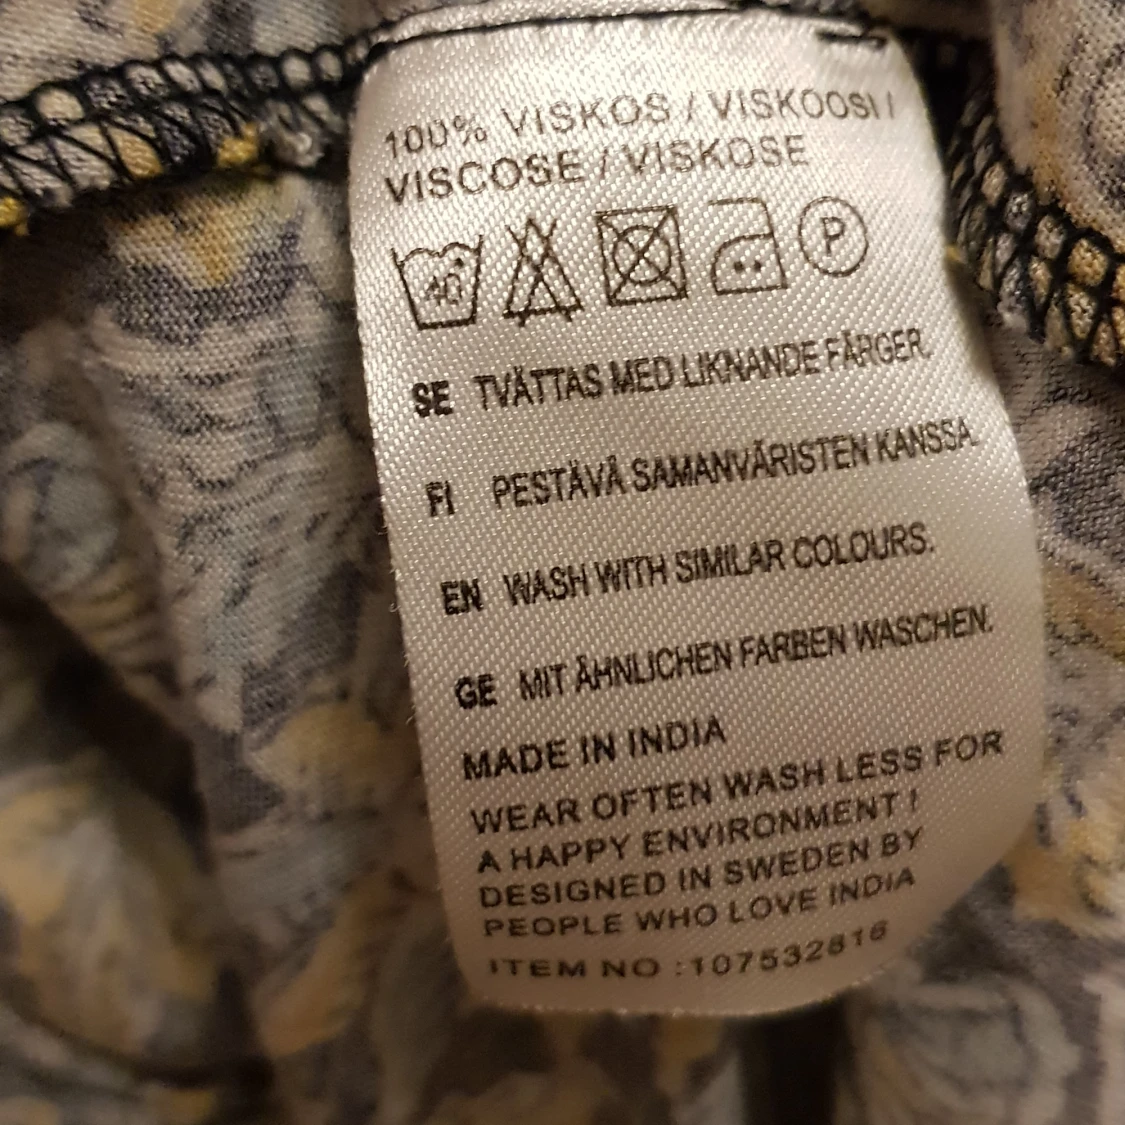 100% VISKOS / VISKOOSI /
VISCOSE / VISKOSE
40°
P
SE TVÄTTAS MED LIKNANDE FÄRGER.
FI PESTÄVÄ SAMANVÄRISTEN KANSSA.
EN WASH WITH SIMILAR COLOURS.
GE MIT ÄHNLICHEN FARBEN WASCHEN.
MADE IN INDIA
WEAR OFTEN WASH LESS FOR
A HAPPY ENVIRONMENT !
DESIGNED IN SWEDEN BY
PEOPLE WHO LOVE INDIA
ITEM NO :107532816